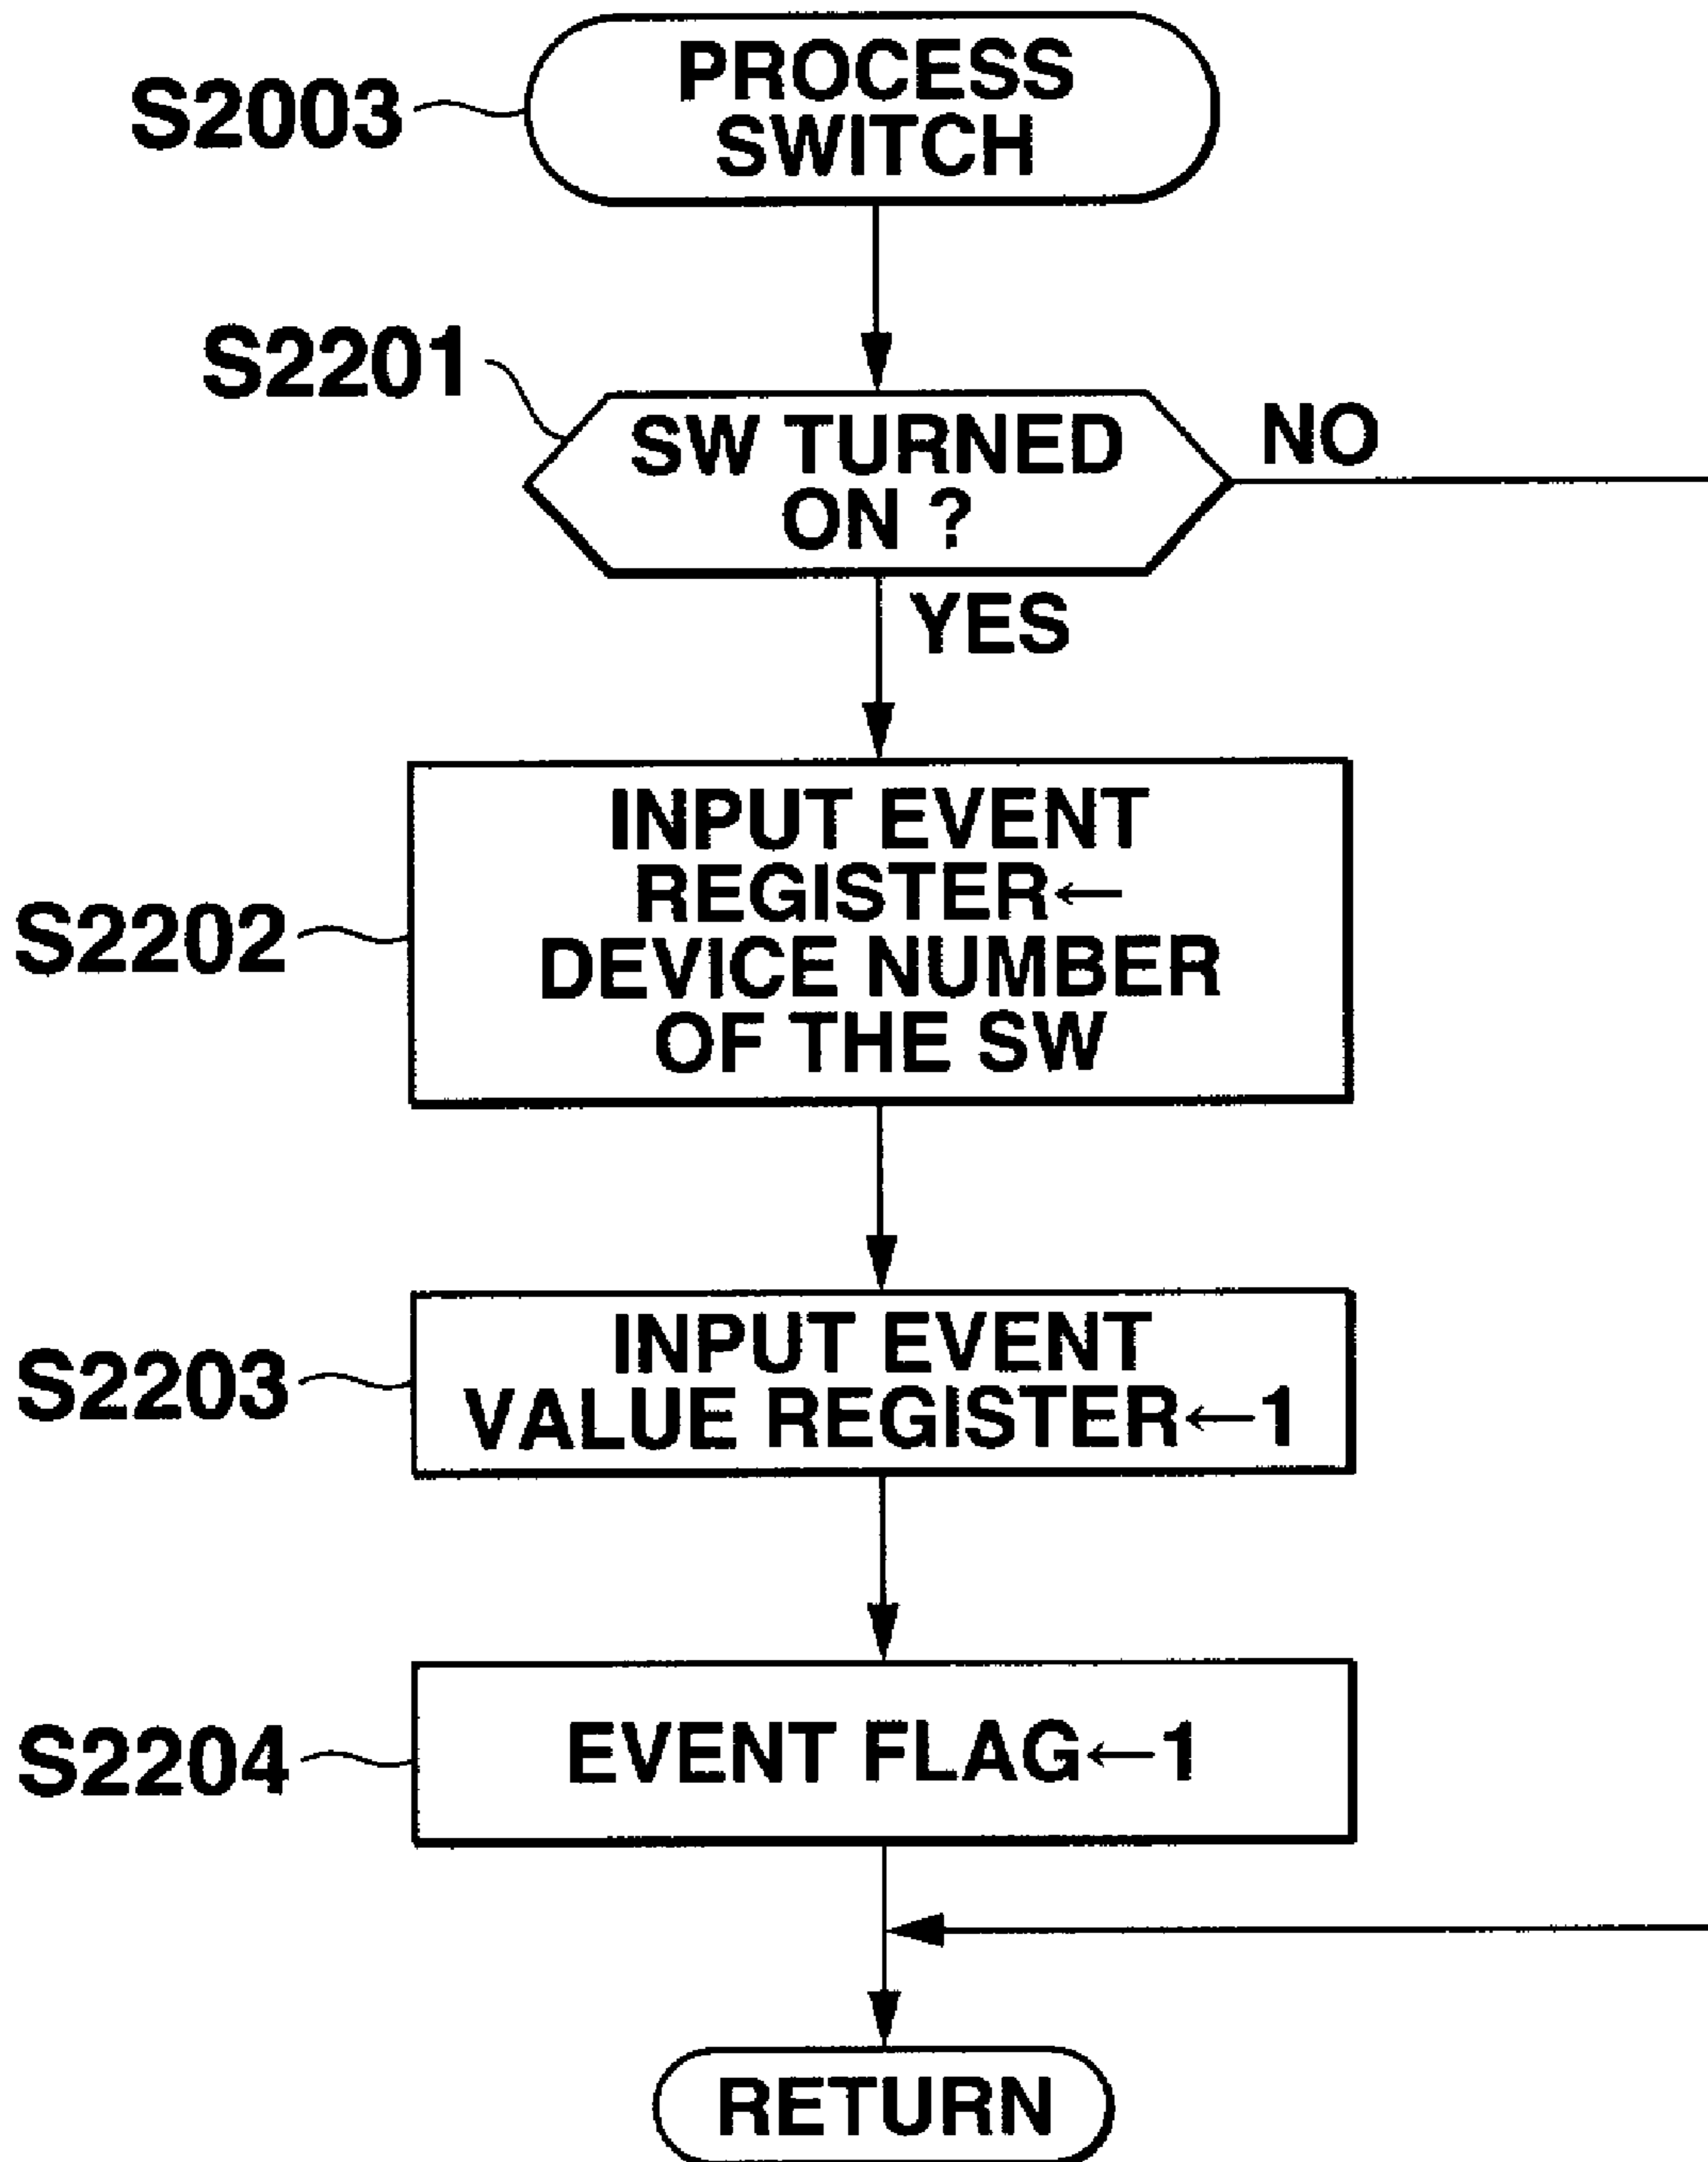 S2003
PROCESS
SWITCH
S2201
SW TURNED
ON ?
NO
YES
S2202
INPUT EVENT
REGISTER←
DEVICE NUMBER
OF THE SW
S2203
INPUT EVENT
VALUE REGISTER←1
S2204
EVENT FLAG←1
RETURN